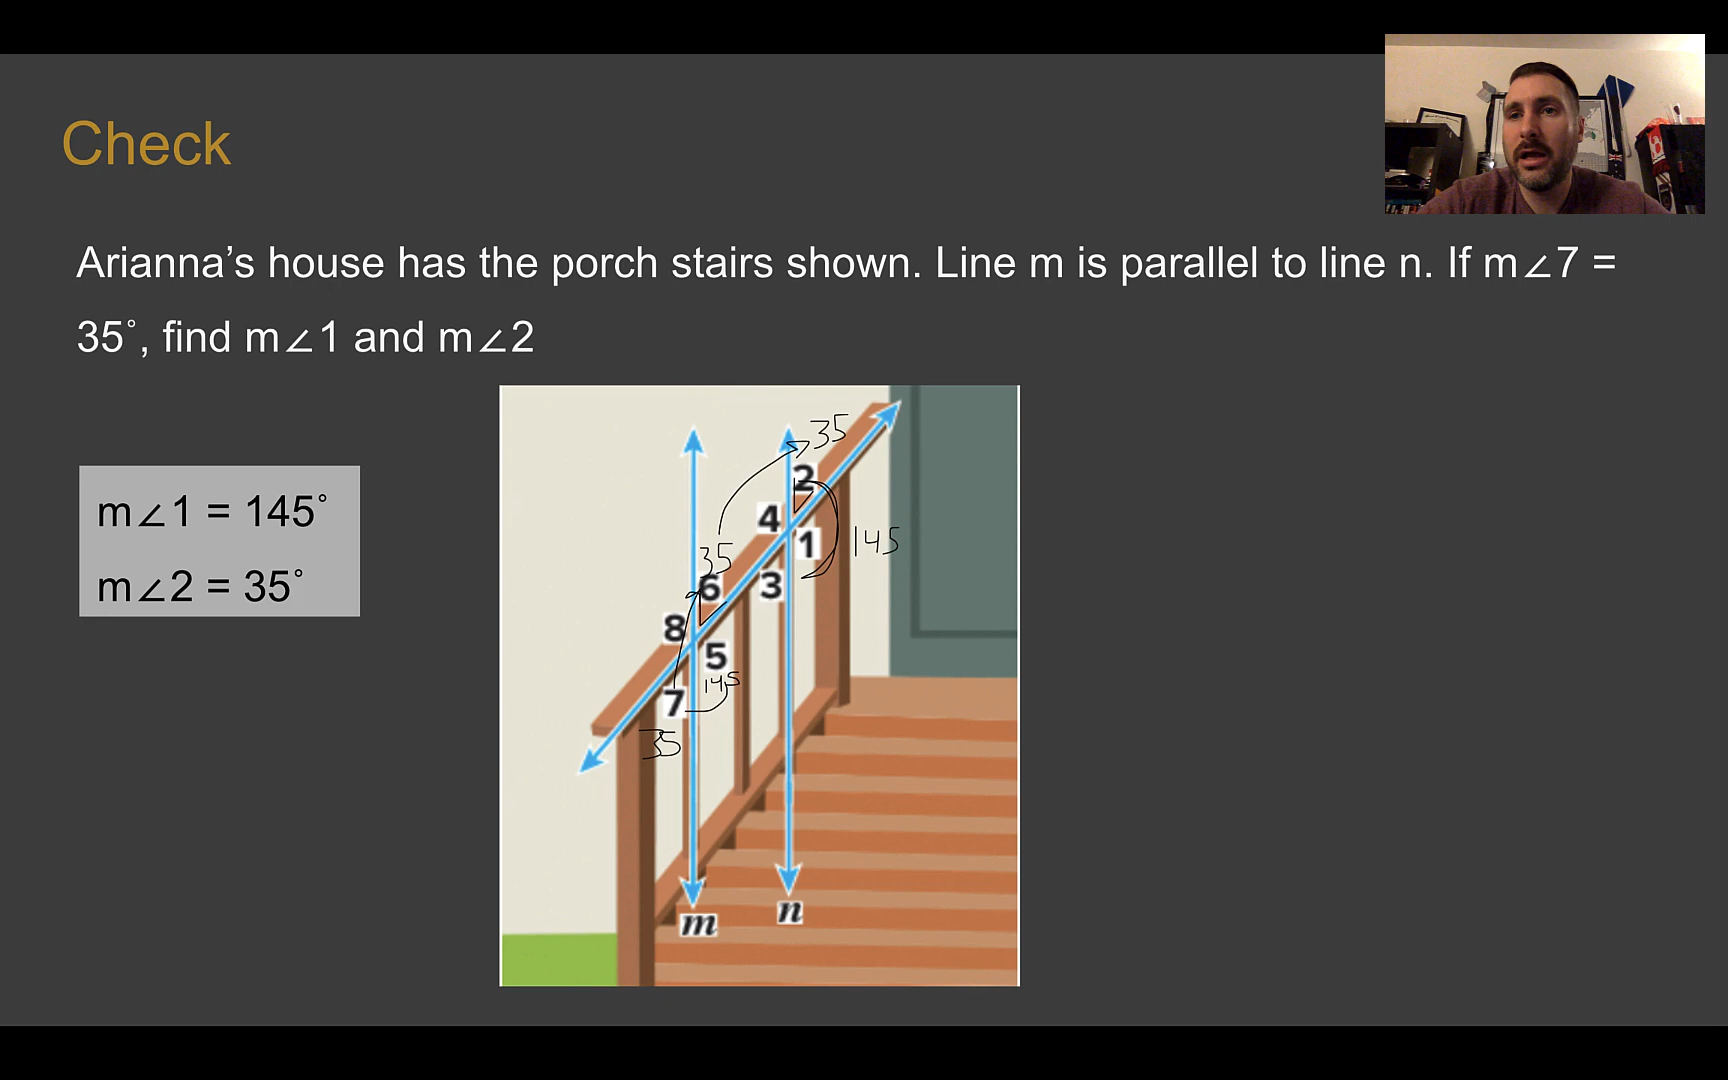 Check
Arianna’s house has the porch stairs shown. Line m is parallel to line n. If m∠7 =
35˚, find m∠1 and m∠2
m∠1 = 145˚
m∠2 = 35˚
35
2
4
1
145
35
6
3
8
5
145
7
35
m
n